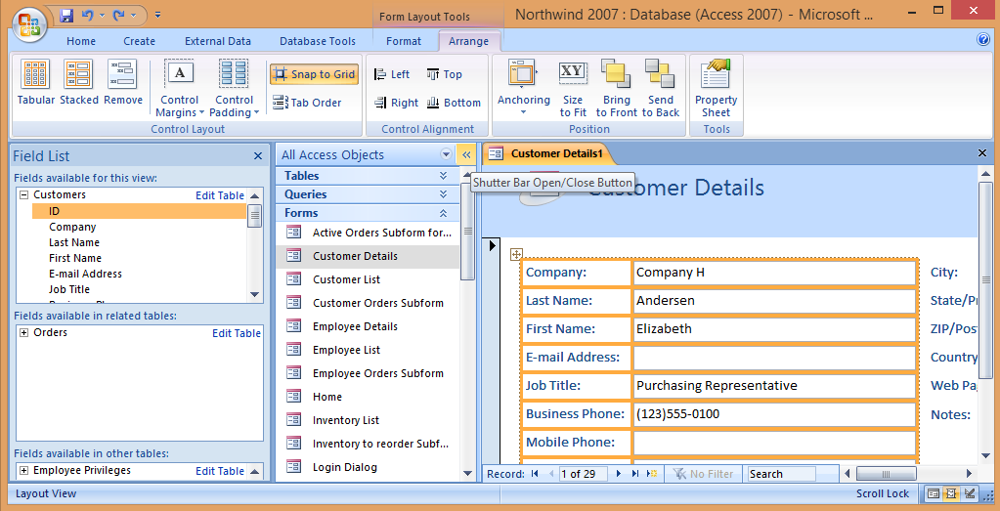 Form Layout Tools
Northwind 2007 : Database (Access 2007) - Microsoft ...
Home Create External Data Database Tools Format Arrange
Tabular Stacked Remove
Control Margins
Control Padding
Snap to Grid
Tab Order
Control Layout
Left Top
Right Bottom
Control Alignment
Anchoring
Size to Fit
Bring to Front
Send to Back
Position
Property Sheet
Tools
Field List
Fields available for this view:
Customers Edit Table
ID
Company
Last Name
First Name
E-mail Address
Job Title
Fields available in related tables:
Orders Edit Table
Fields available in other tables:
Employee Privileges Edit Table
All Access Objects
Tables
Queries
Forms
Active Orders Subform for...
Customer Details
Customer List
Customer Orders Subform
Employee Details
Employee List
Employee Orders Subform
Home
Inventory List
Inventory to reorder Subf...
Login Dialog
Customer Details1
Shutter Bar Open/Close Button
Customer Details
Company: Company H City:
Last Name: Andersen State/Pr
First Name: Elizabeth ZIP/Pos
E-mail Address: Country
Job Title: Purchasing Representative Web Pa
Business Phone: (123)555-0100 Notes:
Mobile Phone:
Record: 1 of 29 No Filter Search
Layout View Scroll Lock